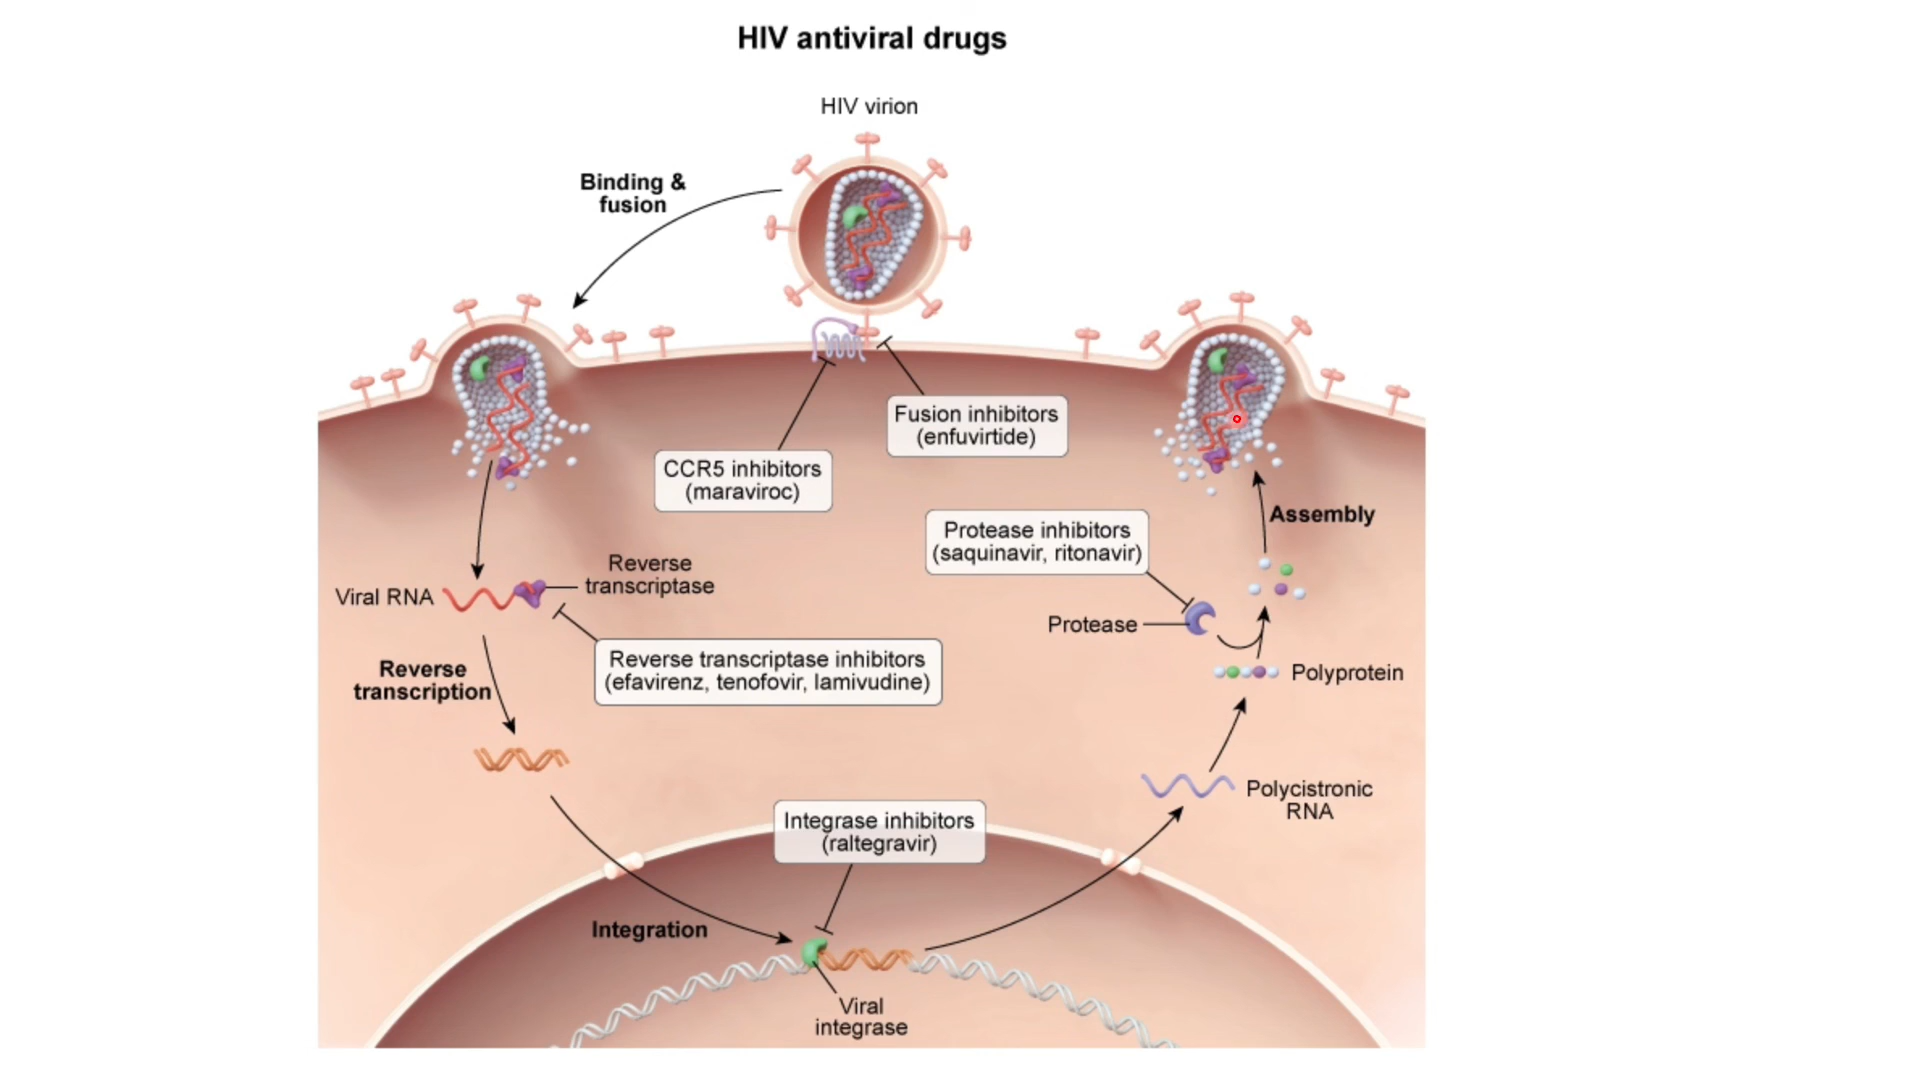 HIV antiviral drugs
HIV virion
Binding &
fusion
Fusion inhibitors
(enfuvirtide)
CCR5 inhibitors
(maraviroc)
Protease inhibitors
(saquinavir, ritonavir)
Assembly
Reverse
transcriptase
Viral RNA
Protease
Reverse transcriptase inhibitors
(efavirenz, tenofovir, lamivudine)
Reverse
transcription
Polyprotein
Polycistronic
RNA
Integrase inhibitors
(raltegravir)
Integration
Viral
integrase